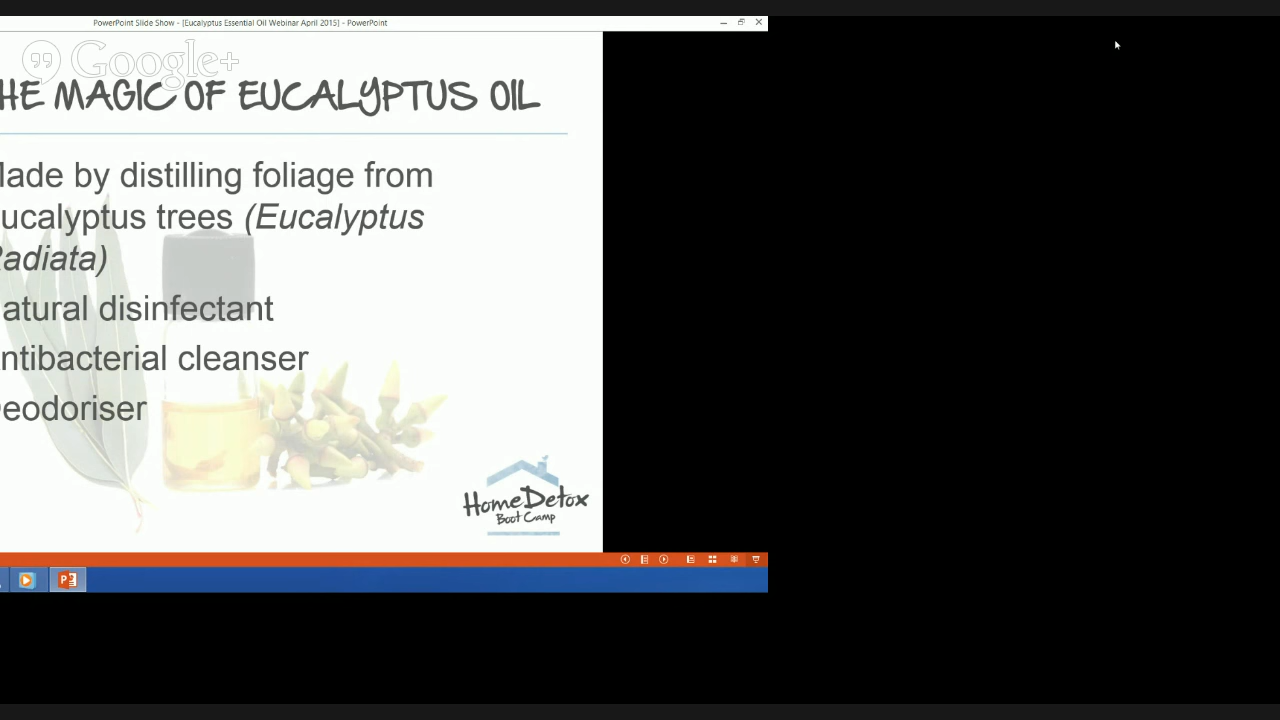 PowerPoint Slide Show - [Eucalyptus Essential Oil Webinar April 2015] - PowerPoint
Google+
HE MAGIC OF EUCALYPTUS OIL
ade by distilling foliage from
ucalyptus trees (Eucalyptus
adiata)
atural disinfectant
ntibacterial cleanser
eodoriser
HomeDetox
Boot Camp